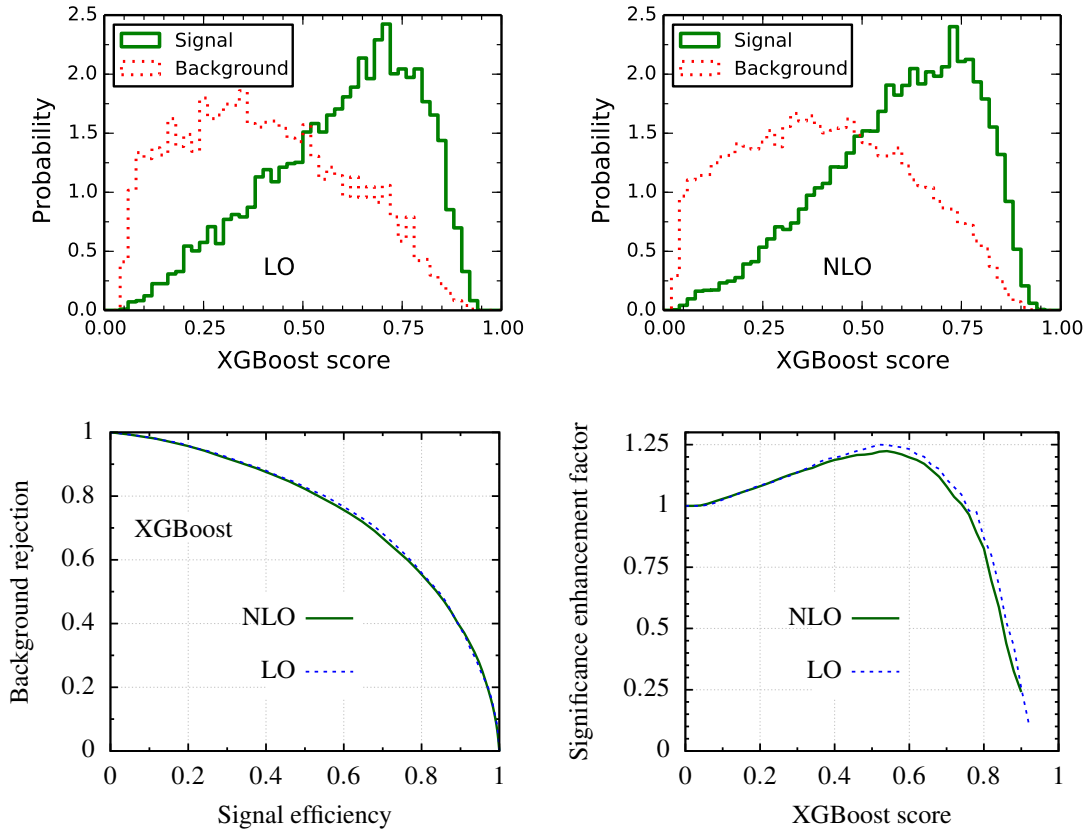 2.5
2.0
1.5
1.0
0.5
0.0
Probability
Signal
Background
LO
0.00 0.25 0.50 0.75 1.00
XGBoost score
2.5
2.0
1.5
1.0
0.5
0.0
Probability
Signal
Background
NLO
0.00 0.25 0.50 0.75 1.00
XGBoost score
1
0.8
0.6
0.4
0.2
0
Background rejection
XGBoost
NLO
LO
0 0.2 0.4 0.6 0.8 1
Signal efficiency
1.25
1
0.75
0.5
0.25
0
Significance enhancement factor
NLO
LO
0 0.2 0.4 0.6 0.8 1
XGBoost score